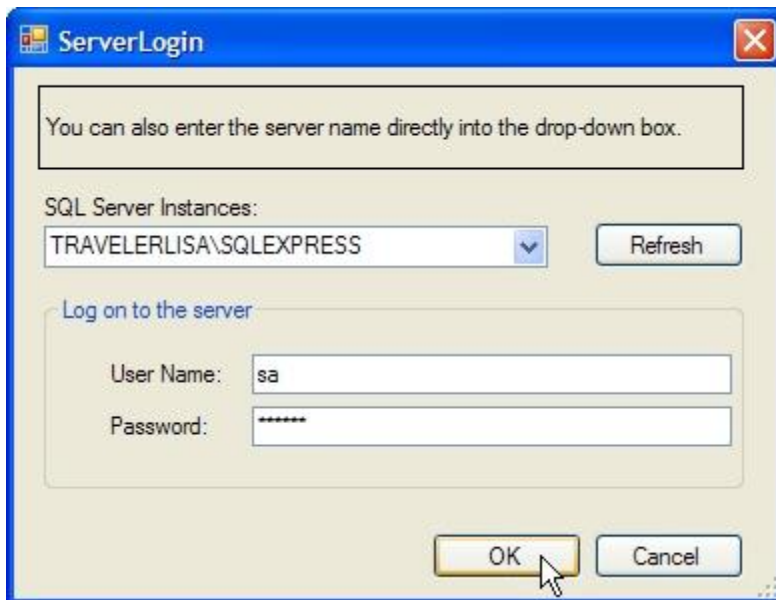 ServerLogin
You can also enter the server name directly into the drop-down box.
SQL Server Instances:
TRAVELERLISA\SQLEXPRESS
Refresh
Log on to the server
User Name: sa
Password: ******
OK Cancel